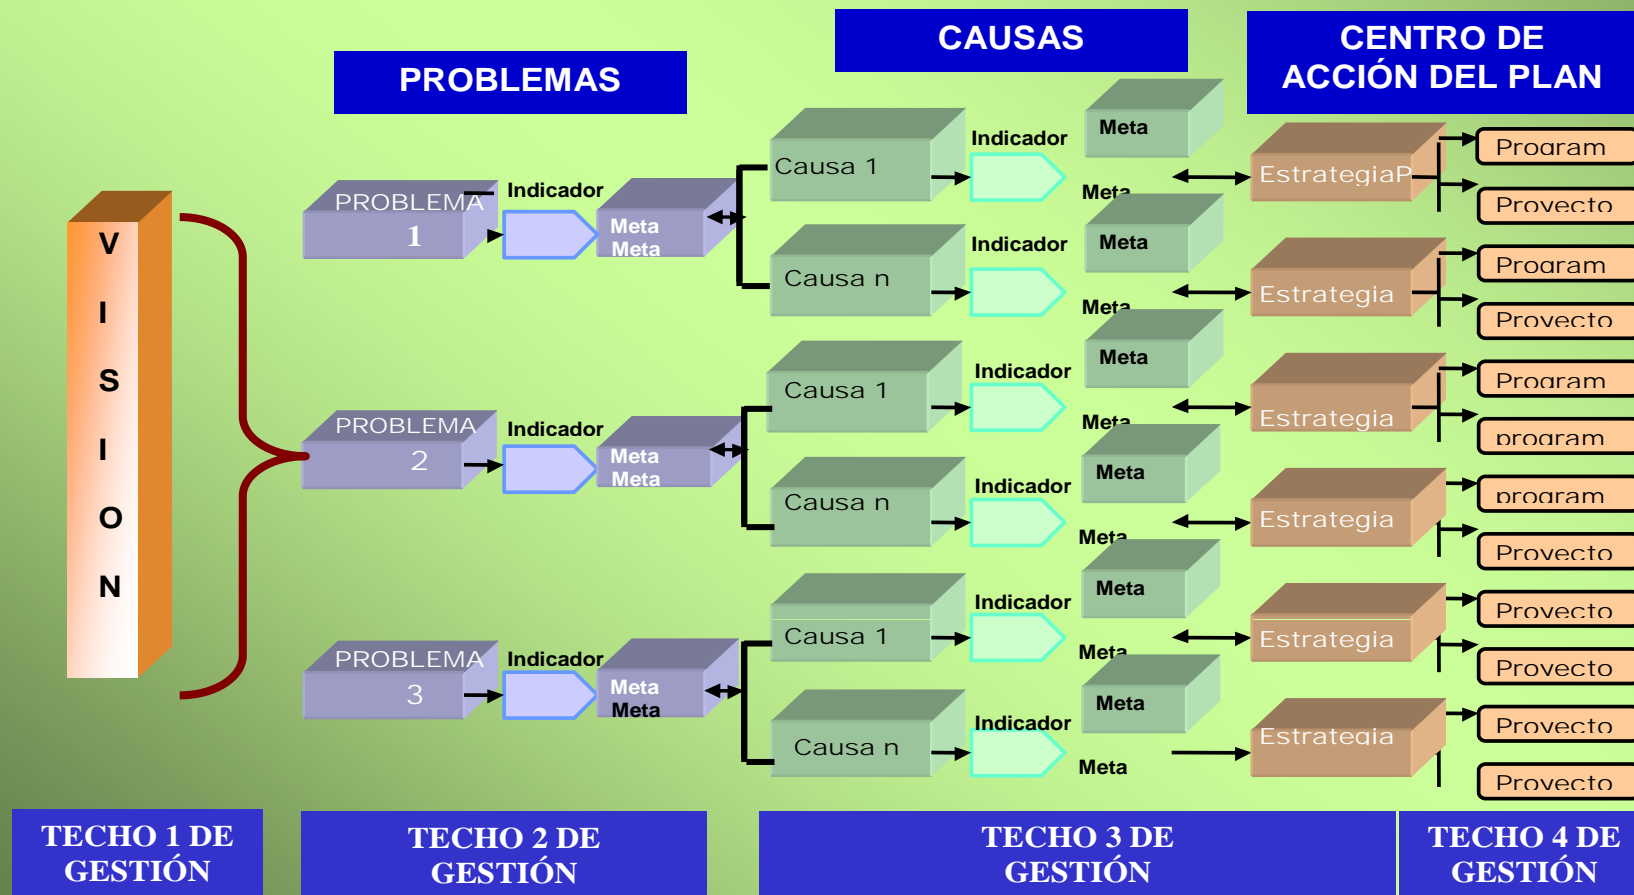 PROBLEMAS
CAUSAS
CENTRO DE
ACCIÓN DEL PLAN
V
I
S
I
O
N
PROBLEMA
1
Indicador
Meta
Meta
Causa 1
Indicador
Meta
Meta
EstrategiaP
Program
Proyecto
Causa n
Indicador
Meta
Meta
Estrategia
Program
Proyecto
PROBLEMA
2
Indicador
Meta
Meta
Causa 1
Indicador
Meta
Meta
Estrategia
Program
program
Causa n
Indicador
Meta
Meta
Estrategia
program
Proyecto
PROBLEMA
3
Indicador
Meta
Meta
Causa 1
Indicador
Meta
Meta
Estrategia
Proyecto
Proyecto
Causa n
Indicador
Meta
Meta
Estrategia
Proyecto
Proyecto
TECHO 1 DE
GESTIÓN
TECHO 2 DE
GESTIÓN
TECHO 3 DE
GESTIÓN
TECHO 4 DE
GESTIÓN